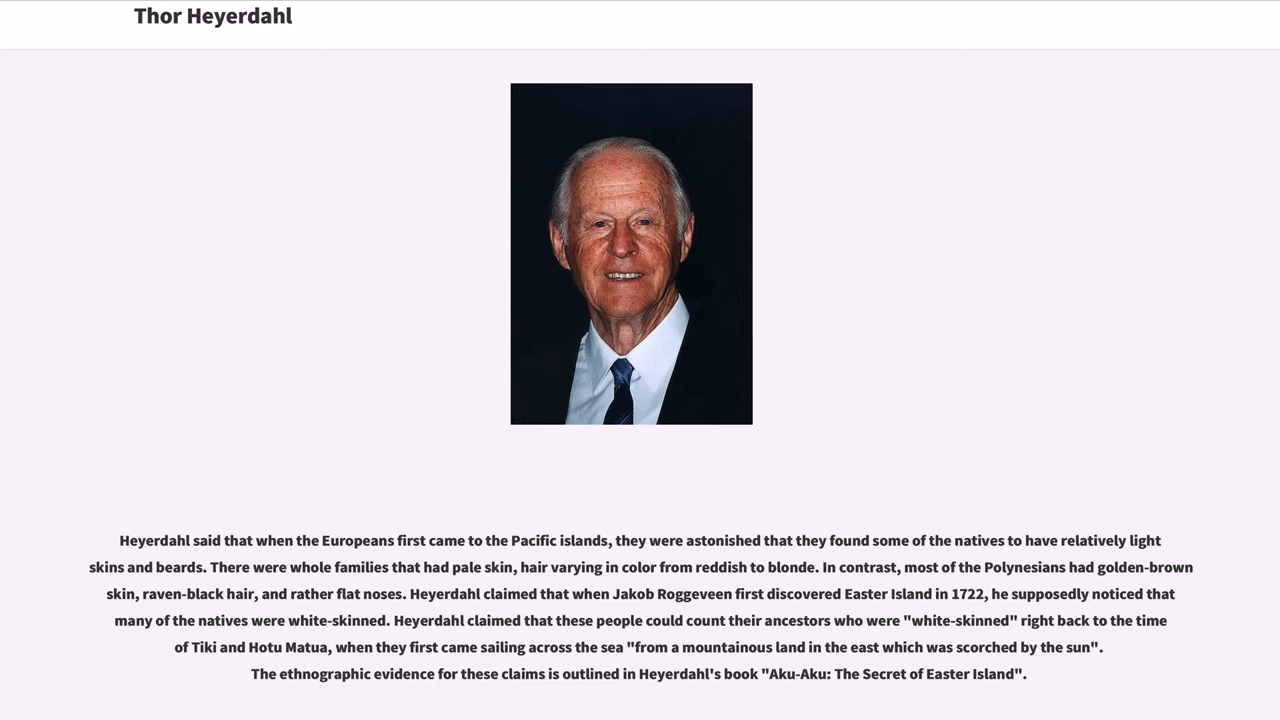 Thor Heyerdahl
Heyerdahl said that when the Europeans first came to the Pacific islands, they were astonished that they found some of the natives to have relatively light
skins and beards. There were whole families that had pale skin, hair varying in color from reddish to blonde. In contrast, most of the Polynesians had golden-brown
skin, raven-black hair, and rather flat noses. Heyerdahl claimed that when Jakob Roggeveen first discovered Easter Island in 1722, he supposedly noticed that
many of the natives were white-skinned. Heyerdahl claimed that these people could count their ancestors who were "white-skinned" right back to the time
of Tiki and Hotu Matua, when they first came sailing across the sea "from a mountainous land in the east which was scorched by the sun".
The ethnographic evidence for these claims is outlined in Heyerdahl's book "Aku-Aku: The Secret of Easter Island".